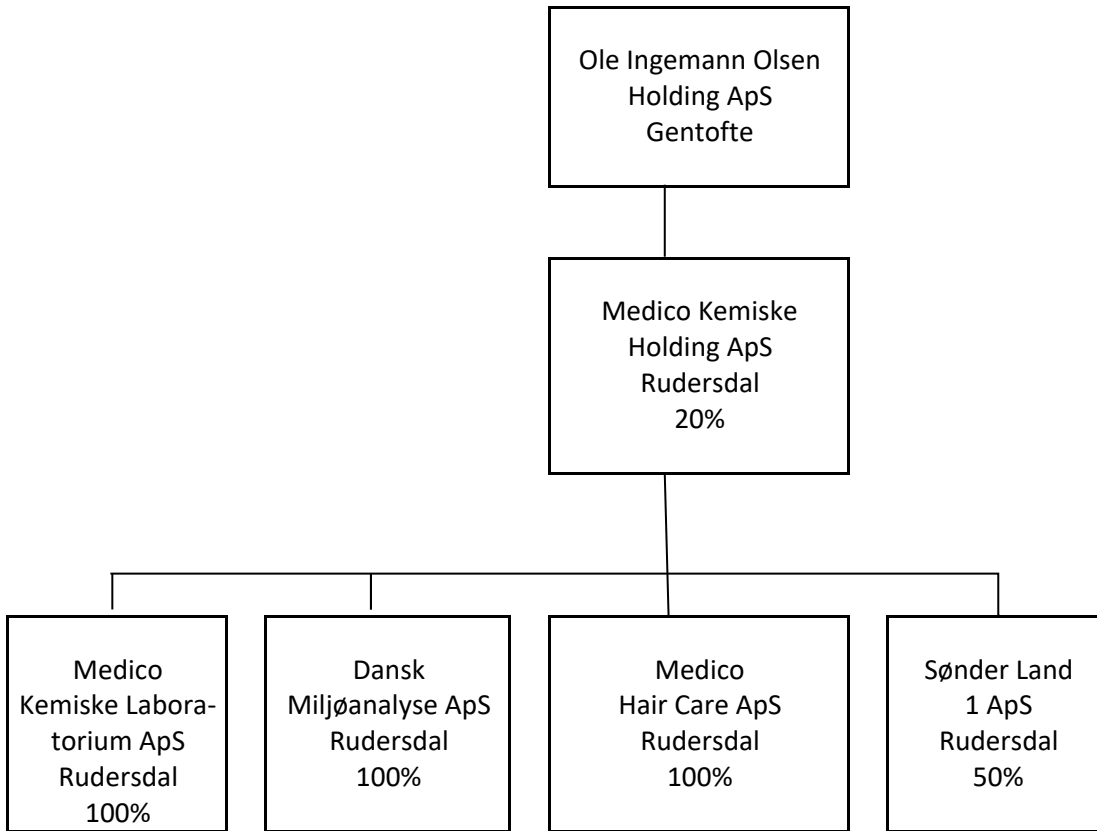 Ole Ingemann Olsen
Holding ApS
Gentofte
Medico Kemiske
Holding ApS
Rudersdal
20%
Medico
Kemiske Labora-
torium ApS
Rudersdal
100%
Dansk
Miljøanalyse ApS
Rudersdal
100%
Medico
Hair Care ApS
Rudersdal
100%
Sønder Land
1 ApS
Rudersdal
50%